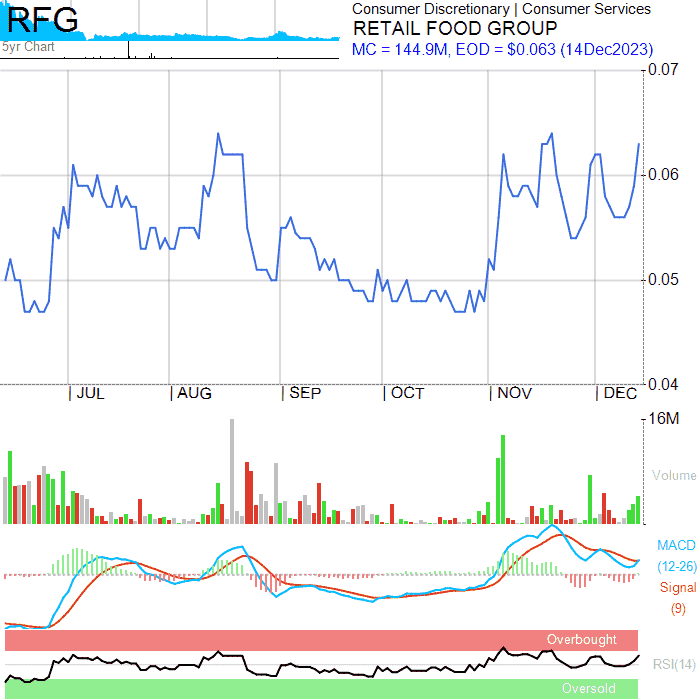 RFG
5yr Chart
Consumer Discretionary | Consumer Services
RETAIL FOOD GROUP
MC = 144.9M, EOD = $0.063 (14Dec2023)
0.07
0.06
0.05
0.04
| JUL | AUG | SEP | OCT | NOV | DEC
16M
Volume
MACD
(12-26)
Signal
(9)
Overbought
RSI(14)
Oversold